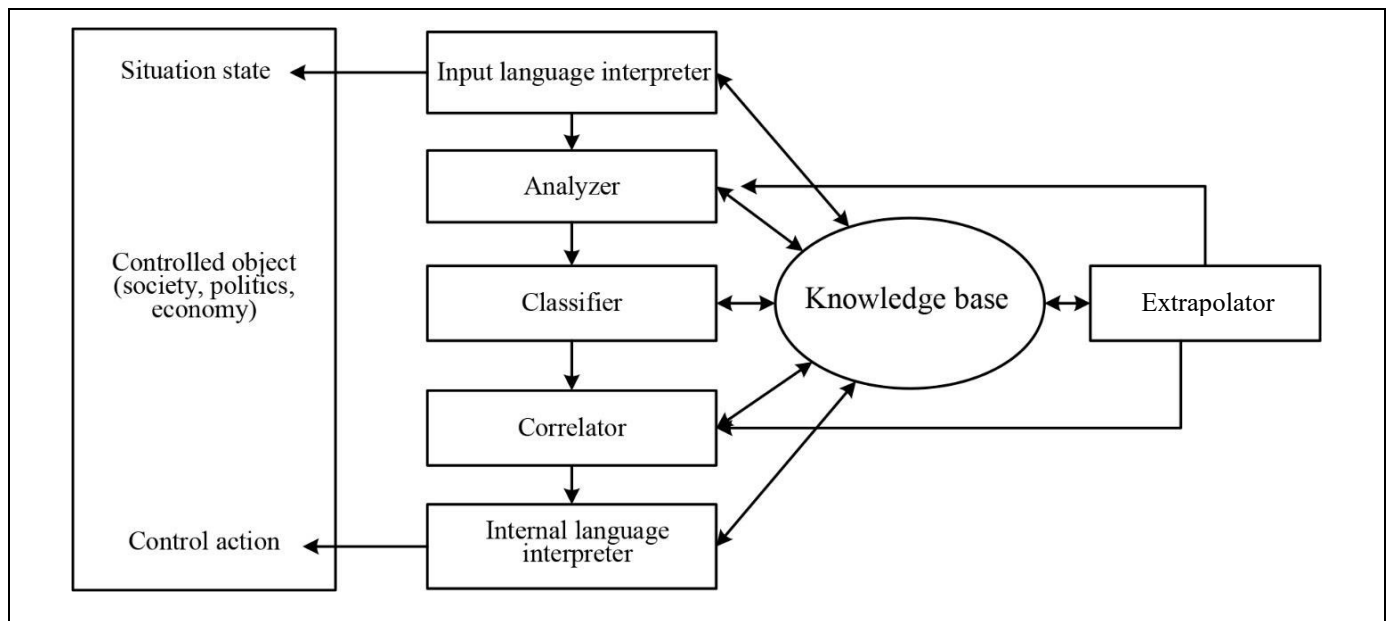 Situation state
Input language interpreter
Analyzer
Controlled object
(society, politics,
economy)
Classifier
Knowledge base
Extrapolator
Correlator
Control action
Internal language
interpreter